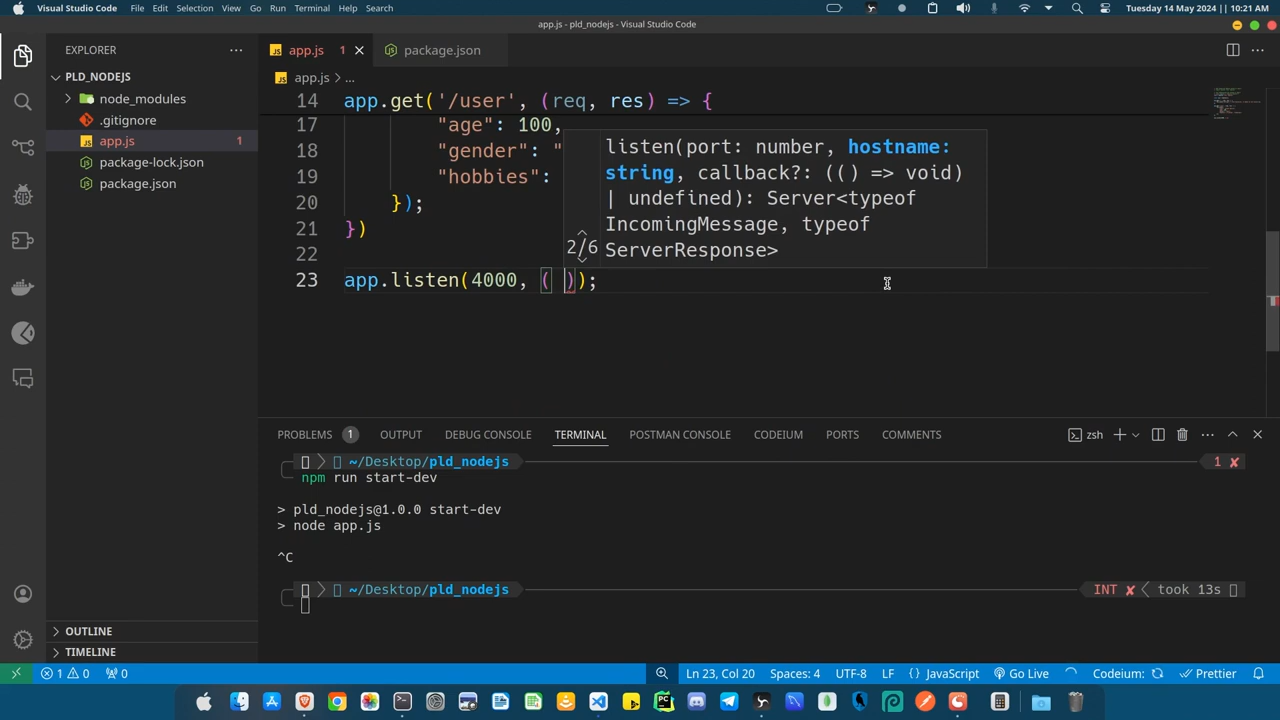 Visual Studio Code File Edit Selection View Go Run Terminal Help Search Tuesday 14 May 2024 || 10:21 AM
app.js - pld_nodejs - Visual Studio Code
EXPLORER
PLD_NODEJS
node_modules
.gitignore
app.js 1
package-lock.json
package.json
OUTLINE
TIMELINE
JS app.js 1 package.json
JS app.js > ...
14 app.get('/user', (req, res) => {
17 "age": 100,
18 "gender": "
19 "hobbies":
20 });
21 })
22
23 app.listen(4000, ( ));
listen(port: number, hostname:
string, callback?: (() => void)
| undefined): Server<typeof
IncomingMessage, typeof
ServerResponse>
2/6
PROBLEMS 1 OUTPUT DEBUG CONSOLE TERMINAL POSTMAN CONSOLE CODEIUM PORTS COMMENTS zsh
~/Desktop/pld_nodejs 1 ✘
npm run start-dev
> pld_nodejs@1.0.0 start-dev
> node app.js
^C
~/Desktop/pld_nodejs INT ✘ took 13s
1 0 0 Ln 23, Col 20 Spaces: 4 UTF-8 LF {} JavaScript Go Live Codeium: Prettier